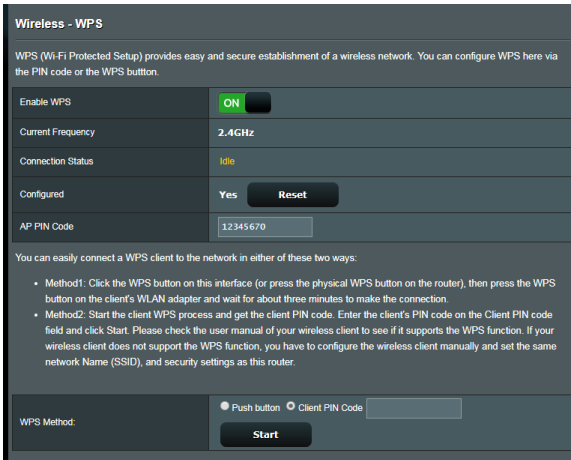 Wireless - WPS
WPS (Wi-Fi Protected Setup) provides easy and secure establishment of a wireless network. You can configure WPS here via
the PIN code or the WPS buttton.
Enable WPS
ON
Current Frequency
2.4GHz
Connection Status
Idle
Configured
Yes Reset
AP PIN Code
12345670
You can easily connect a WPS client to the network in either of these two ways:
• Method1: Click the WPS button on this interface (or press the physical WPS button on the router), then press the WPS
button on the client's WLAN adapter and wait for about three minutes to make the connection.
• Method2: Start the client WPS process and get the client PIN code. Enter the client's PIN code on the Client PIN code
field and click Start. Please check the user manual of your wireless client to see if it supports the WPS function. If your
wireless client does not support the WPS function, you have to configure the wireless client manually and set the same
network Name (SSID), and security settings as this router.
WPS Method:
Push button Client PIN Code
Start